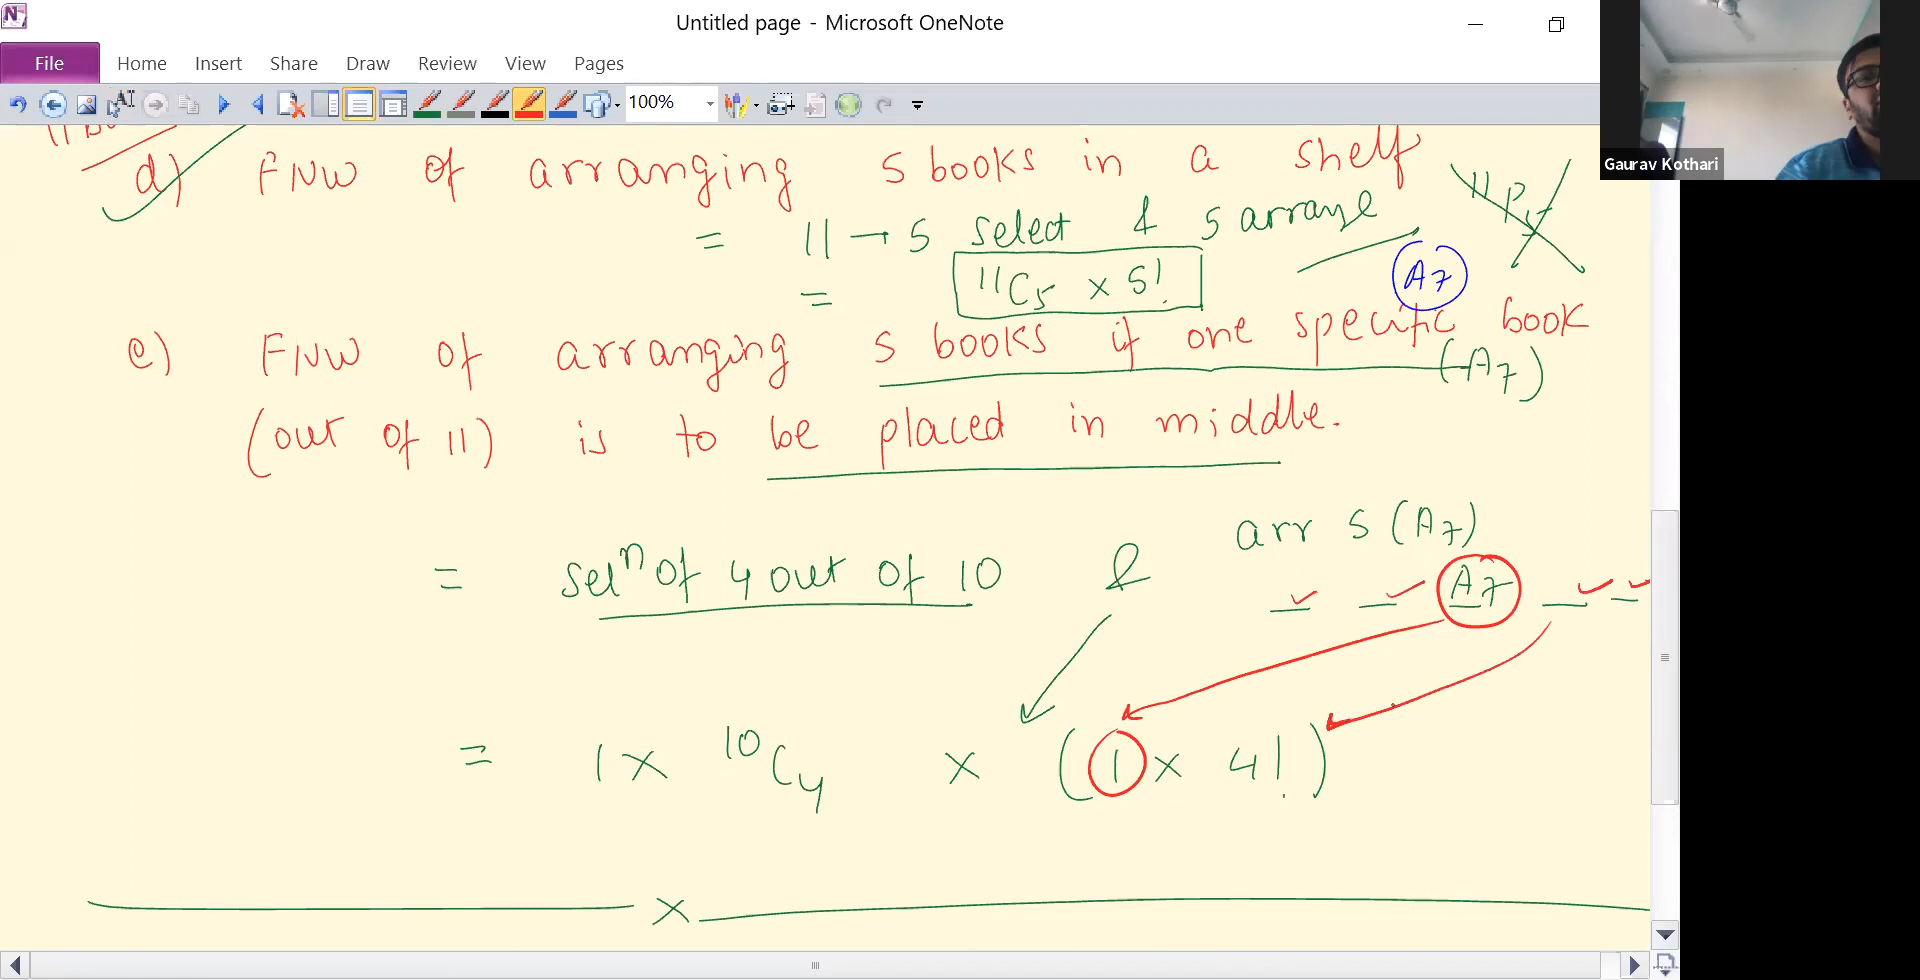 Untitled page - Microsoft OneNote
File Home Insert Share Draw Review View Pages
100%
Gaurav Kothari
d) FNW of arranging 5 books in a shelf
= 11 → 5 select & 5 arrange
¹¹P₅
= ¹¹C₅ × 5!
A7
e) FNW of arranging 5 books if one specific book
(A7)
(out of 11) is to be placed in middle.
arr 5 (A7)
= selⁿ of 4 out of 10 & _ _ A7 _ _
= 1 × ¹⁰C₄ × (1 × 4!)
×